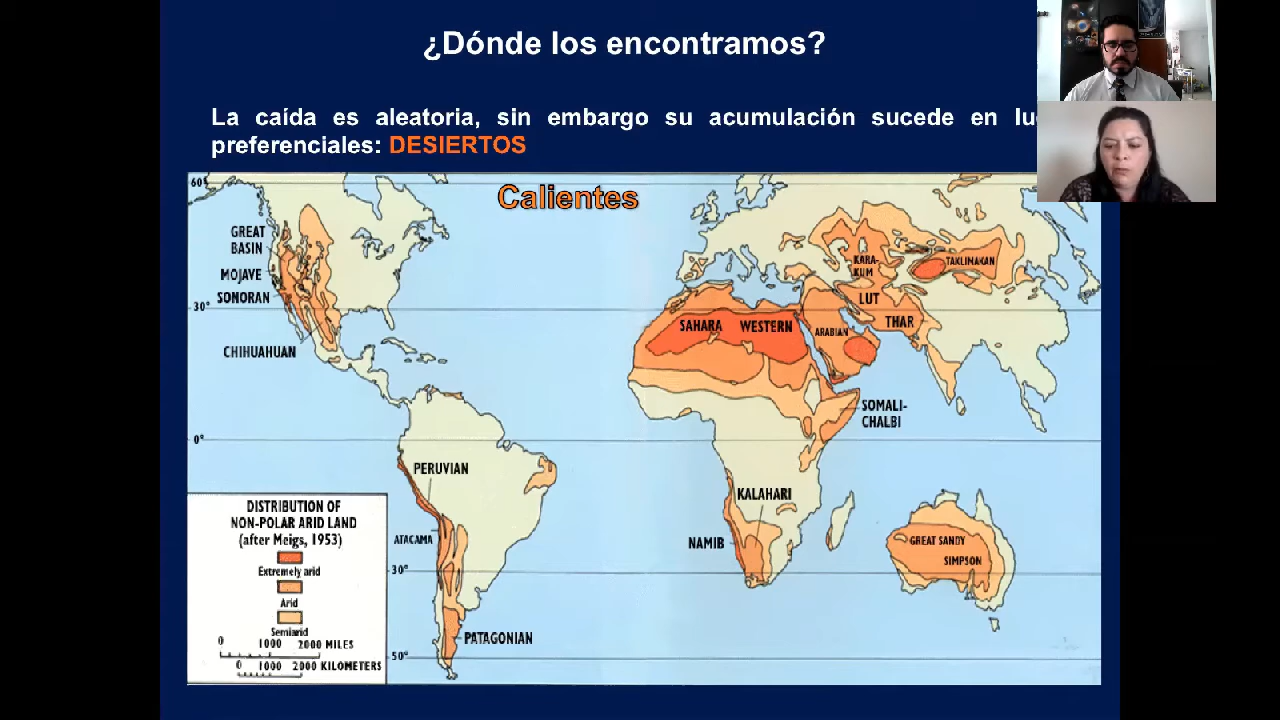 ¿Dónde los encontramos?
La caída es aleatoria, sin embargo su acumulación sucede en
preferenciales: DESIERTOS
Calientes
60°
GREAT
BASIN
MOJAVE
SONORAN
30°
CHIHUAHUAN
KARA-
KUM
TAKLIMAKAN
LUT
THAR
SAHARA WESTERN
ARABIAN
SOMALI-
CHALBI
0°
PERUVIAN
KALAHARI
ATACAMA
NAMIB
GREAT SANDY
SIMPSON
30°
PATAGONIAN
50°
DISTRIBUTION OF
NON-POLAR ARID LAND
(after Meigs, 1953)
Extremely arid
Arid
Semiarid
0 1000 2000 MILES
0 1000 2000 KILOMETERS